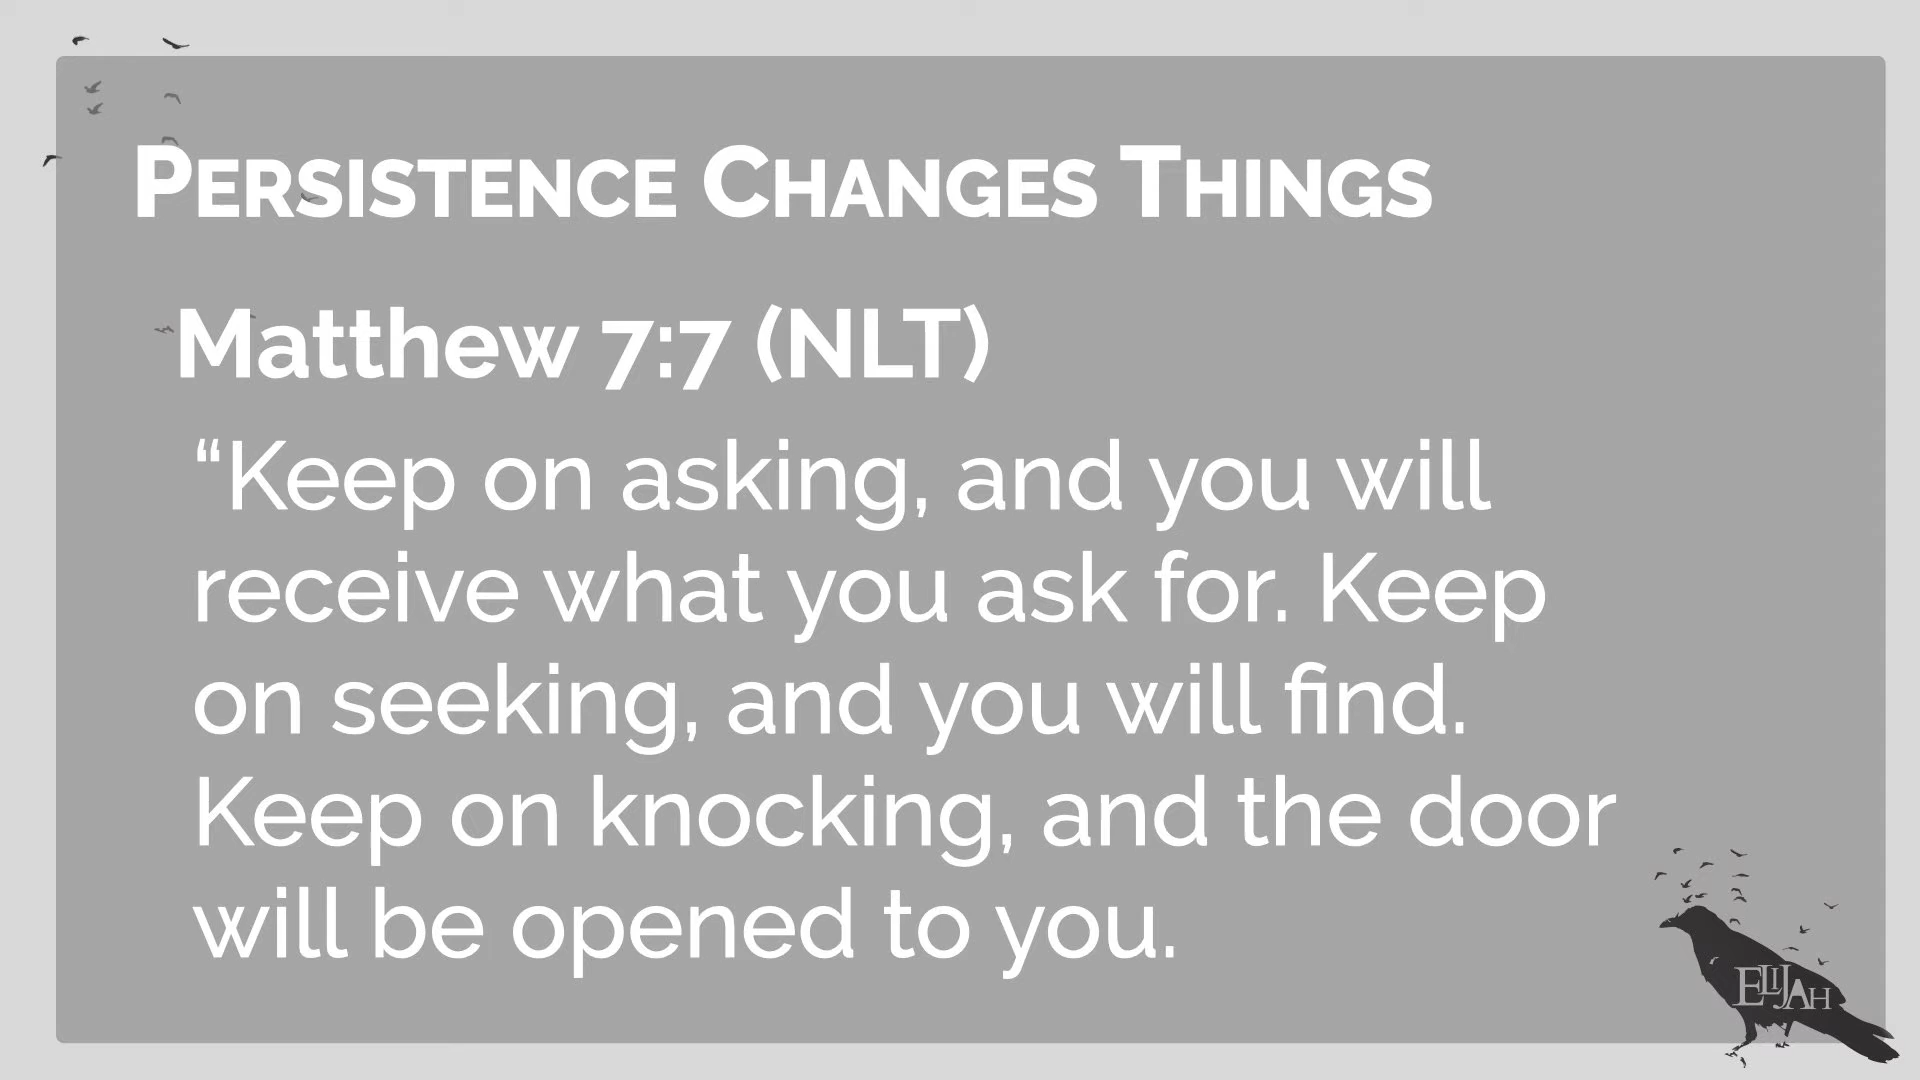 PERSISTENCE CHANGES THINGS
Matthew 7:7 (NLT)
“Keep on asking, and you will
receive what you ask for. Keep
on seeking, and you will find.
Keep on knocking, and the door
will be opened to you.
ELIJAH